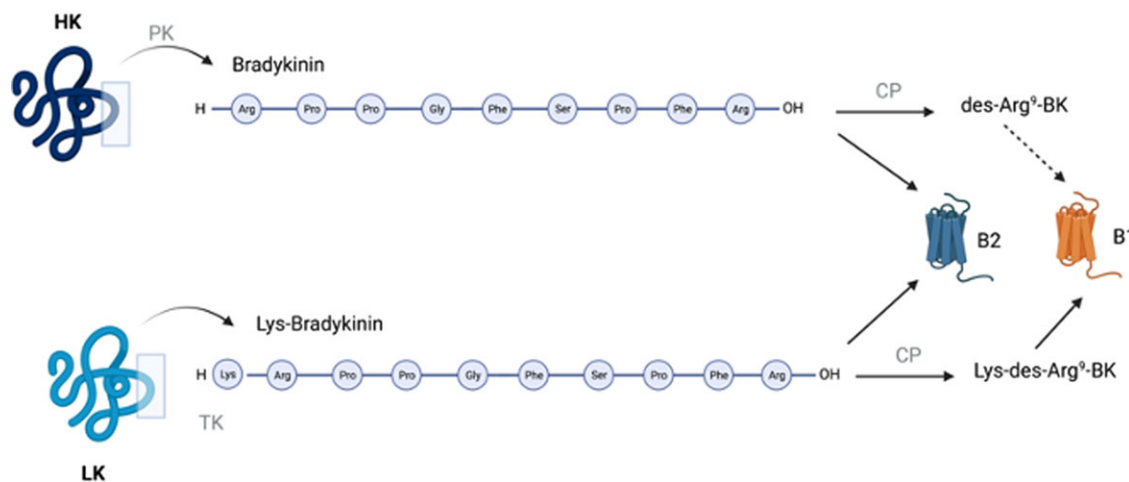 HK
PK
Bradykinin
H Arg Pro Pro Gly Phe Ser Pro Phe Arg OH
CP
des-Arg⁹-BK
B2
B1
Lys-Bradykinin
H Lys Arg Pro Pro Gly Phe Ser Pro Phe Arg OH
CP
Lys-des-Arg⁹-BK
TK
LK